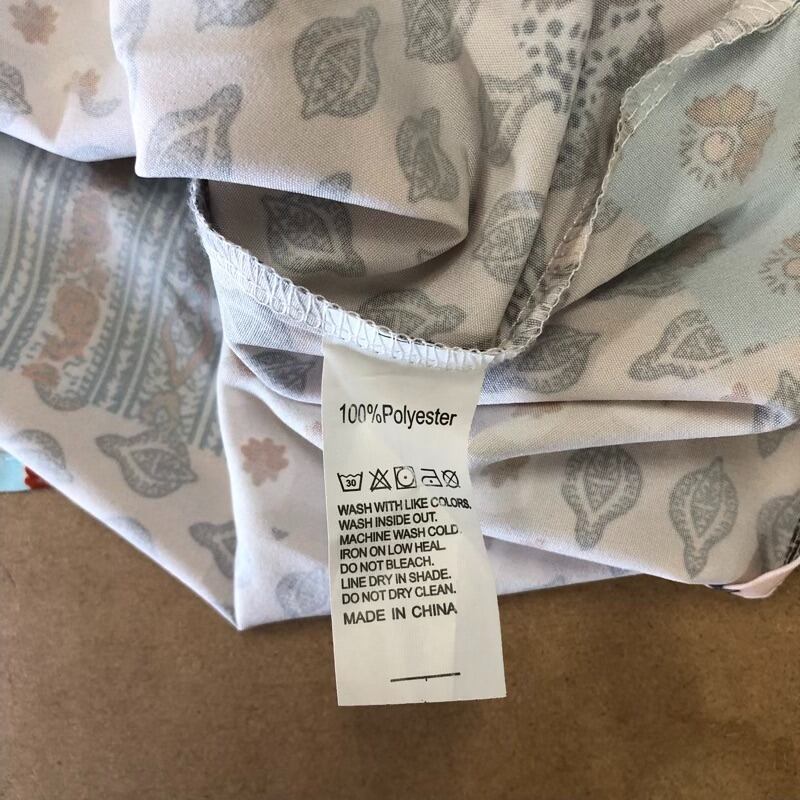 100%Polyester
30
WASH WITH LIKE COLORS.
WASH INSIDE OUT.
MACHINE WASH COLD.
IRON ON LOW HEAL
DO NOT BLEACH.
LINE DRY IN SHADE.
DO NOT DRY CLEAN.
MADE IN CHINA